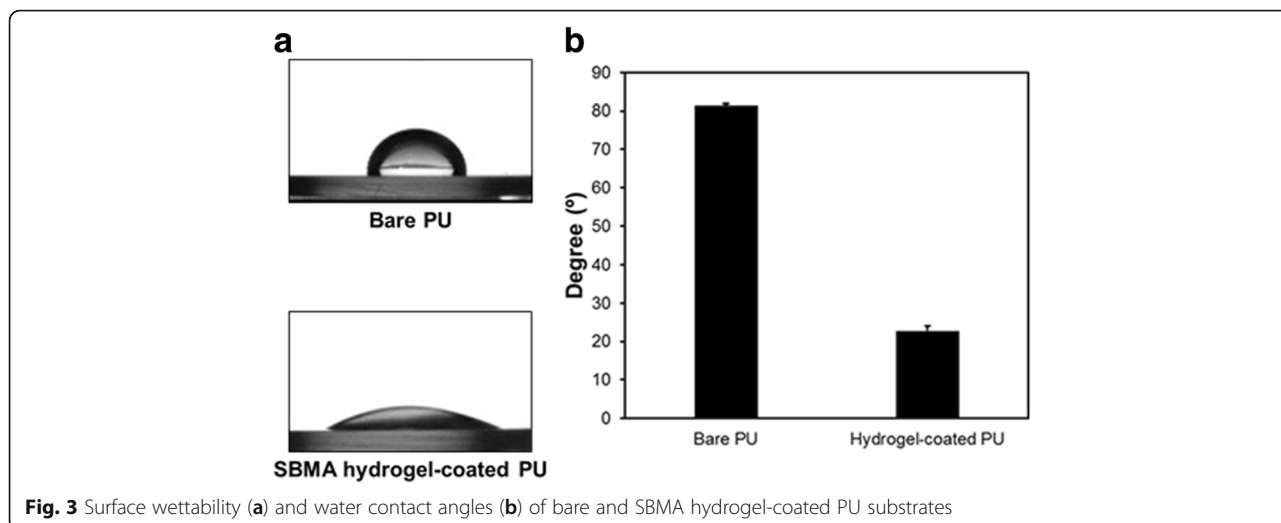 a
Bare PU
SBMA hydrogel-coated PU
b
Degree (º)
90
80
70
60
50
40
30
20
10
0
Bare PU
Hydrogel-coated PU
Fig. 3 Surface wettability (a) and water contact angles (b) of bare and SBMA hydrogel-coated PU substrates